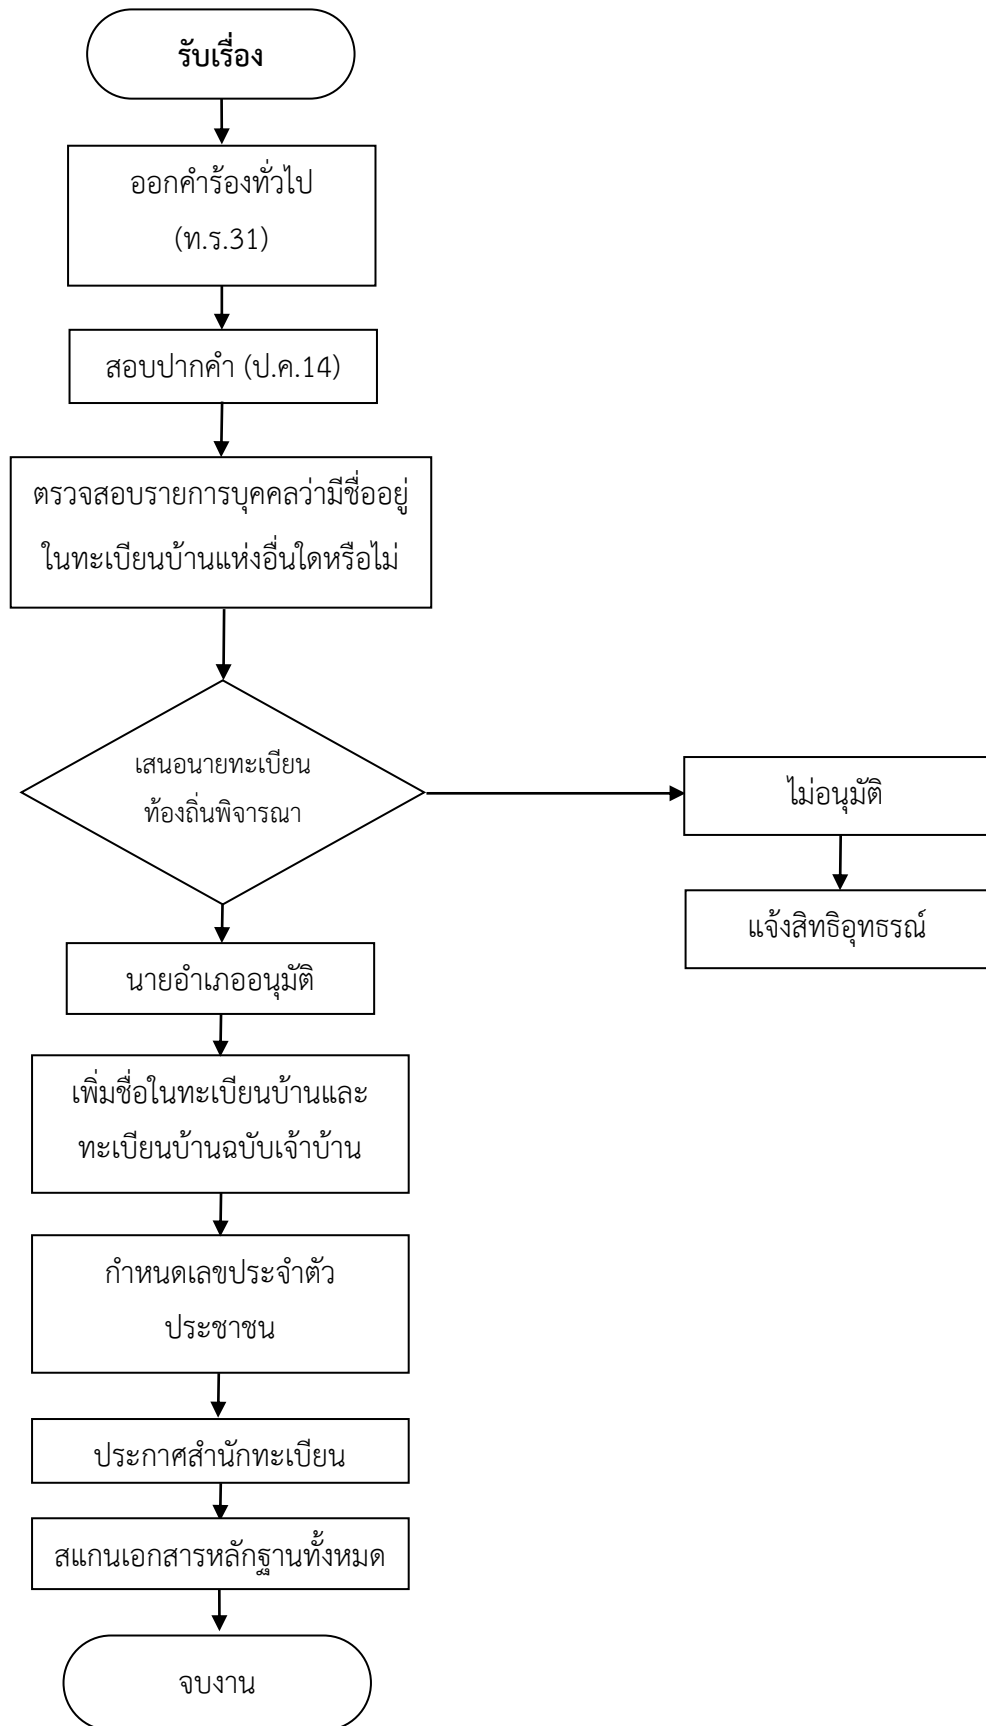 รับเรื่อง
ออกคำร้องทั่วไป
(ท.ร.31)
สอบปากคำ (ป.ค.14)
ตรวจสอบรายการบุคคลว่ามีชื่ออยู่
ในทะเบียนบ้านแห่งอื่นใดหรือไม่
เสนอนายทะเบียน
ท้องถิ่นพิจารณา
ไม่อนุมัติ
แจ้งสิทธิอุทธรณ์
นายอำเภออนุมัติ
เพิ่มชื่อในทะเบียนบ้านและ
ทะเบียนบ้านฉบับเจ้าบ้าน
กำหนดเลขประจำตัว
ประชาชน
ประกาศสำนักทะเบียน
สแกนเอกสารหลักฐานทั้งหมด
จบงาน